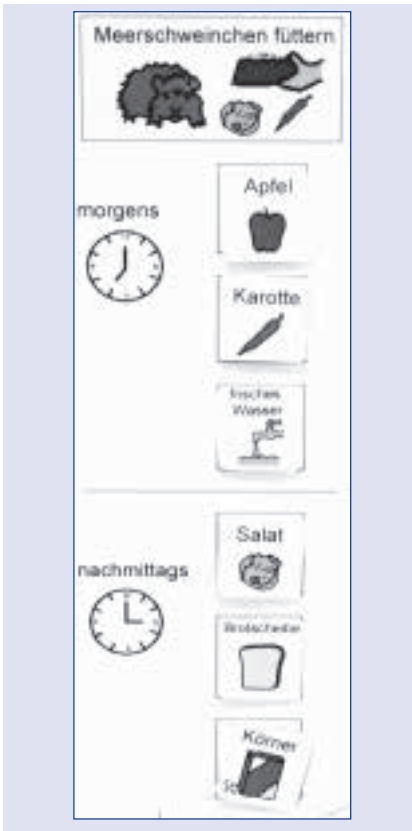 Meerschweinchen füttern
morgens
Apfel
Karotte
frisches
Wasser
nachmittags
Salat
Brotscheibe
Körner